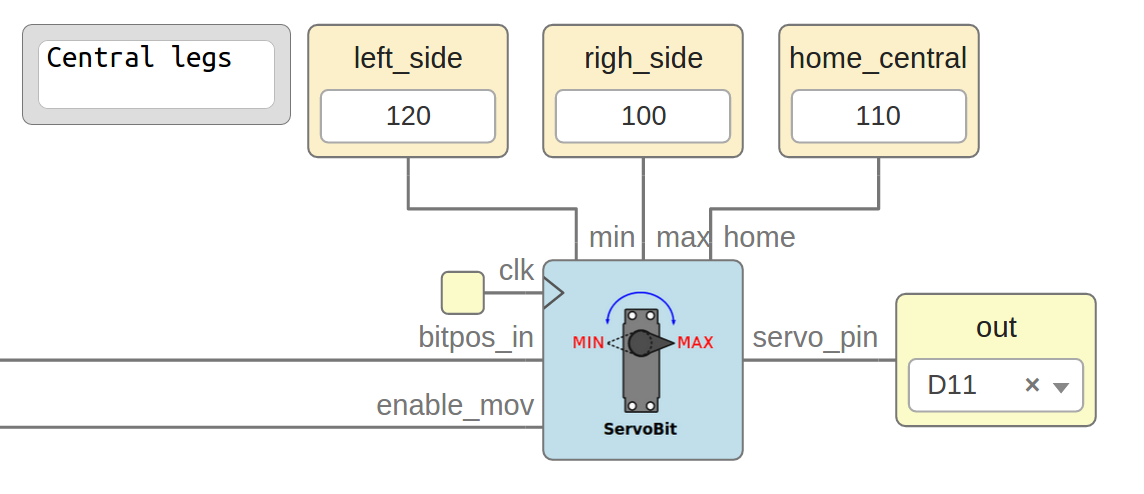 Central legs
left_side
120
righ_side
100
home_central
110
min
max
home
clk
bitpos_in
enable_mov
MIN
MAX
ServoBit
servo_pin
out
D11 ×